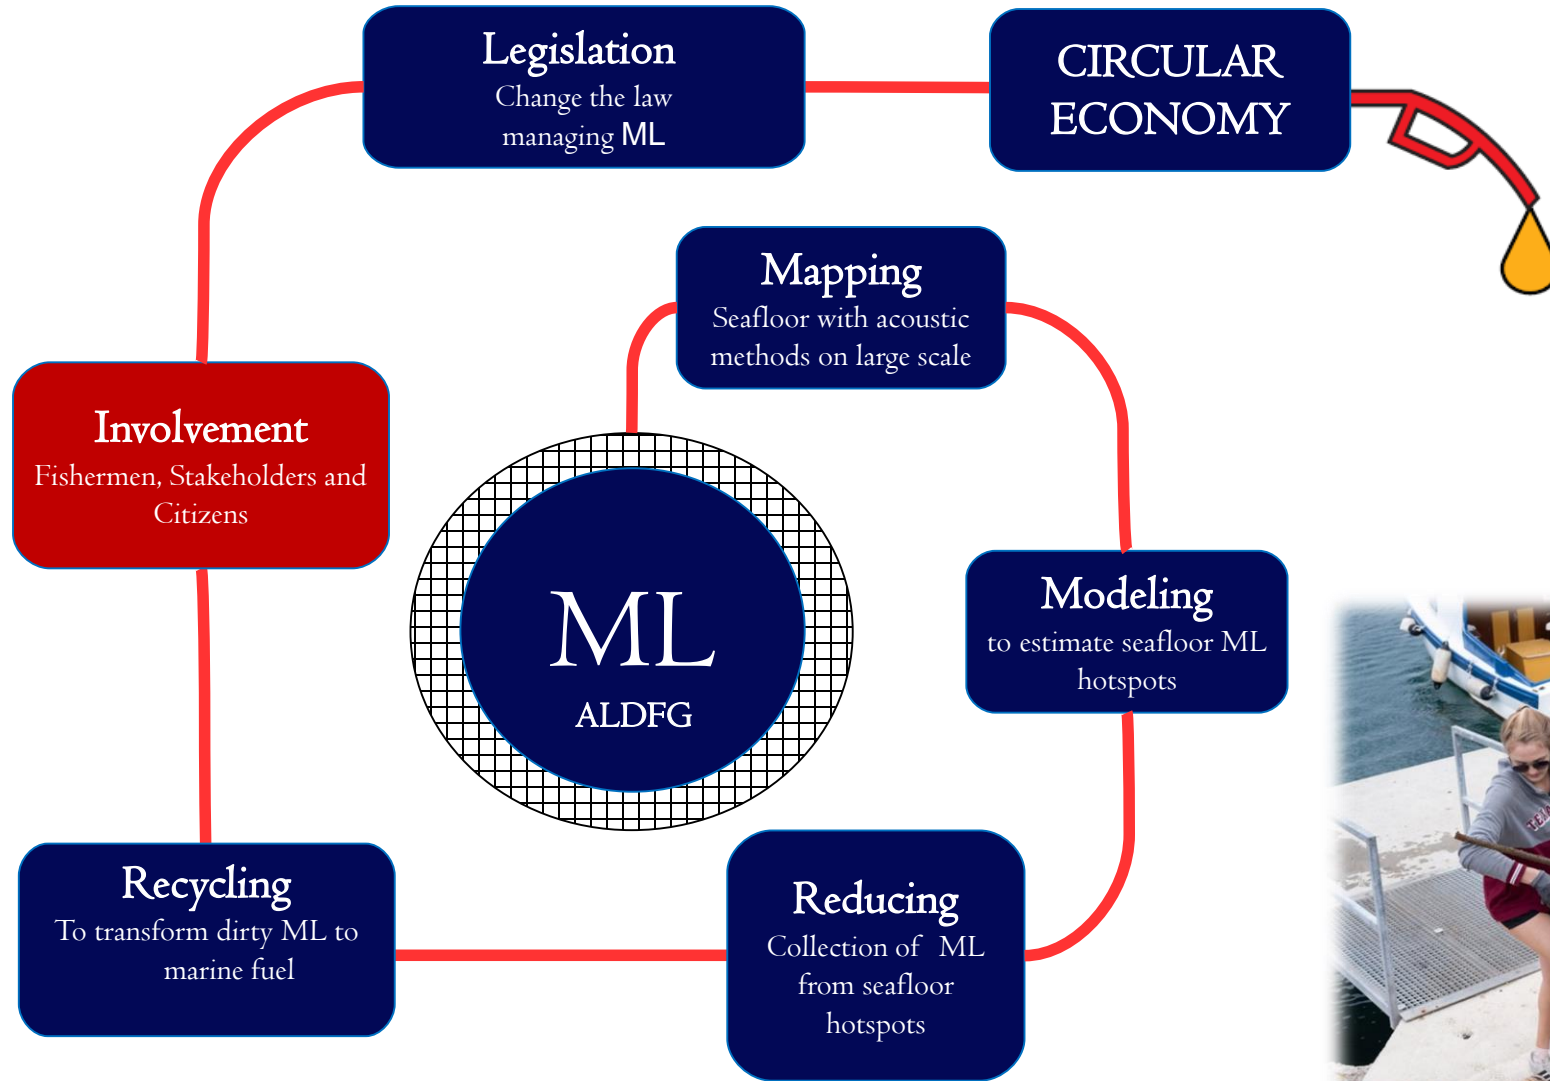 Legislation
Change the law
managing ML
CIRCULAR
ECONOMY
Mapping
Seafloor with acoustic
methods on large scale
Involvement
Fishermen, Stakeholders and
Citizens
ML
ALDFG
Modeling
to estimate seafloor ML
hotspots
Recycling
To transform dirty ML to
marine fuel
Reducing
Collection of ML
from seafloor
hotspots